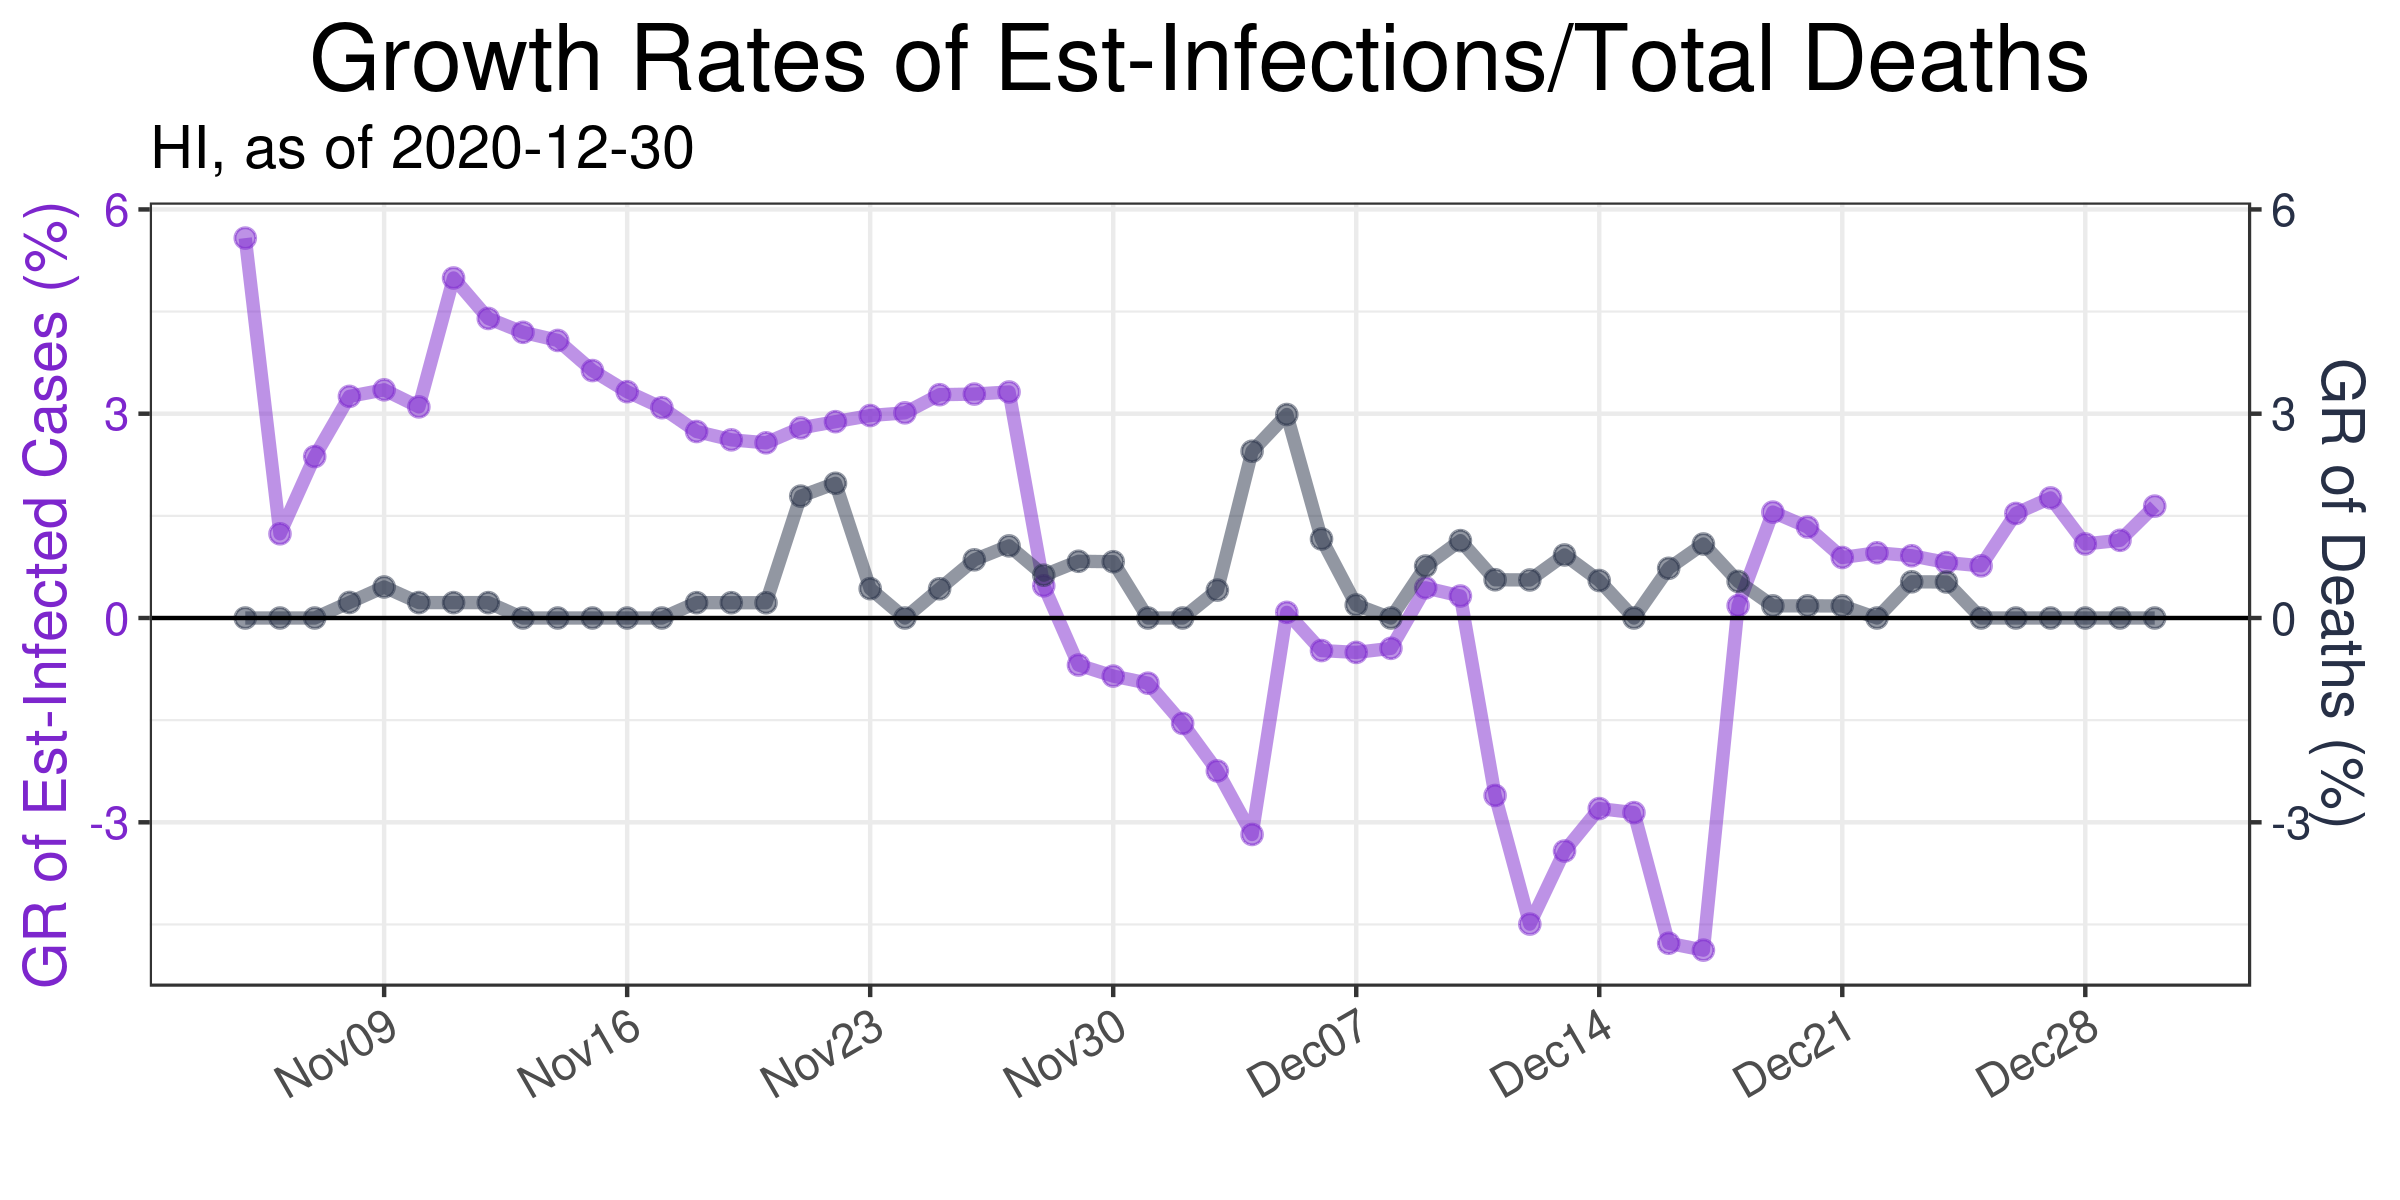 Growth Rates of Est-Infections/Total Deaths
HI, as of 2020-12-30
GR of Est-Infected Cases (%)
6
3
0
-3
6
3
0
-3
GR of Deaths (%)
Nov09
Nov16
Nov23
Nov30
Dec07
Dec14
Dec21
Dec28